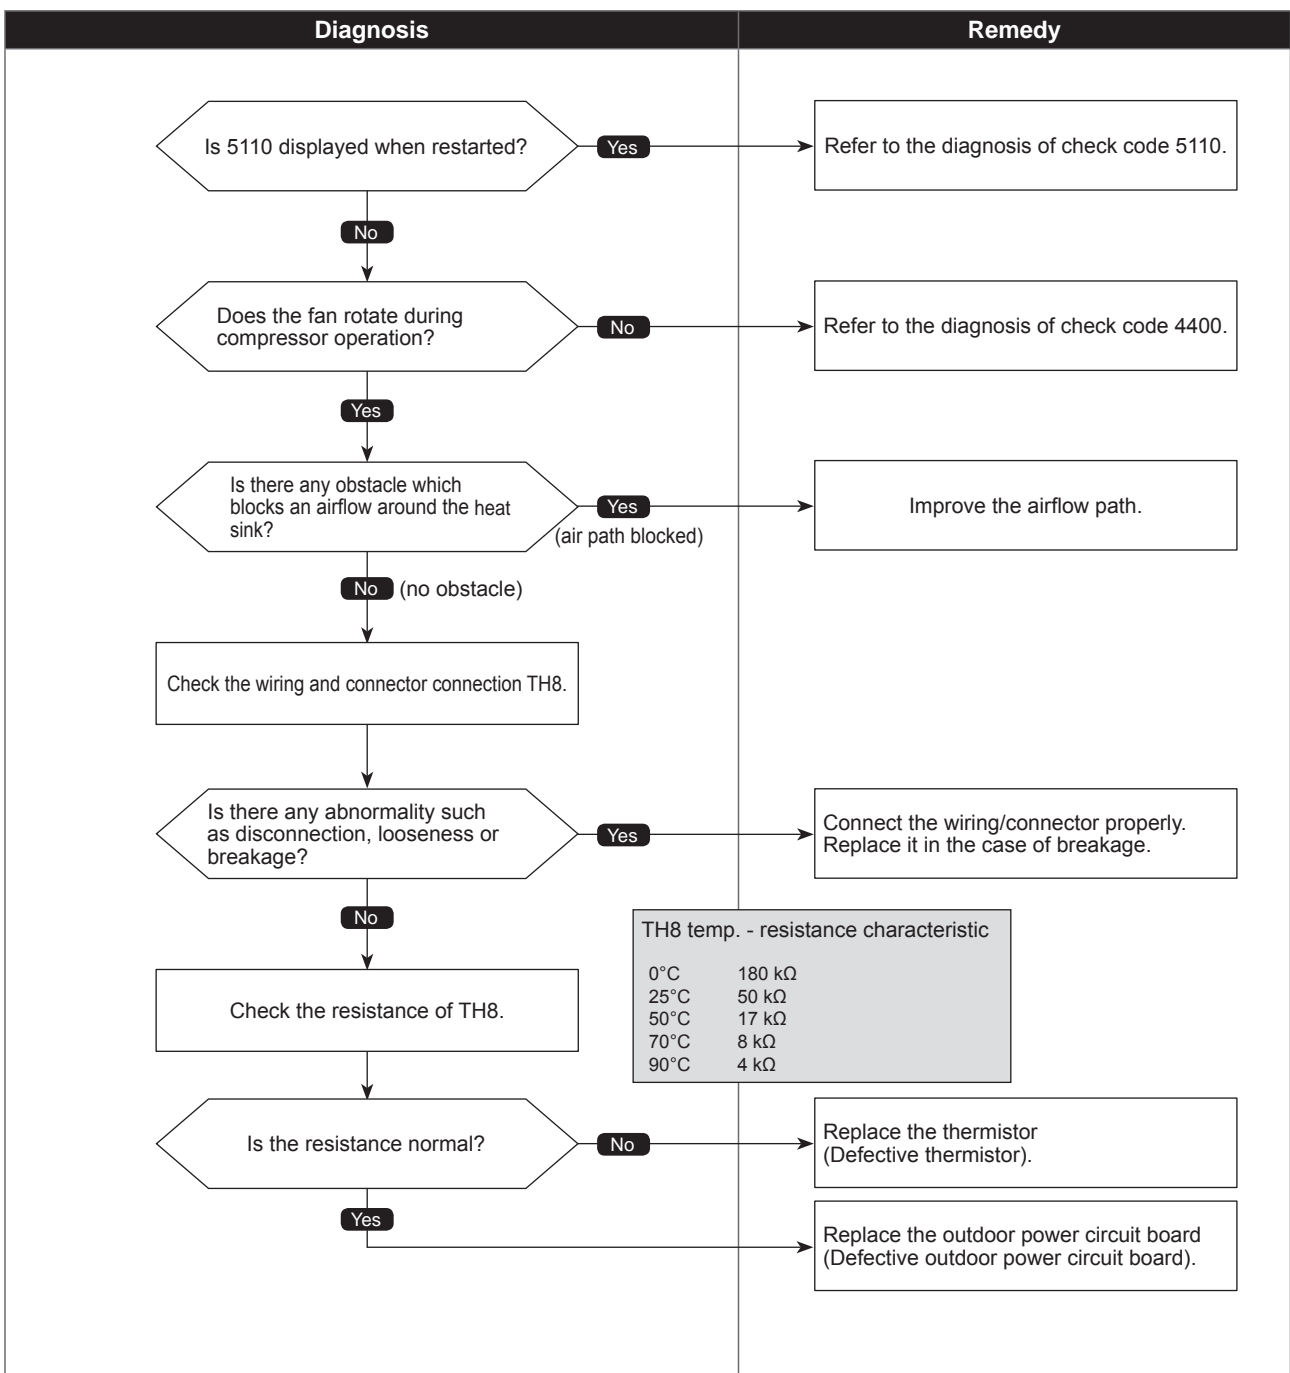 Diagnosis
Remedy
Is 5110 displayed when restarted?
Yes
Refer to the diagnosis of check code 5110.
No
Does the fan rotate during
compressor operation?
No
Refer to the diagnosis of check code 4400.
Yes
Is there any obstacle which
blocks an airflow around the heat
sink?
Yes
(air path blocked)
Improve the airflow path.
No (no obstacle)
Check the wiring and connector connection TH8.
Is there any abnormality such
as disconnection, looseness or
breakage?
Yes
Connect the wiring/connector properly.
Replace it in the case of breakage.
No
TH8 temp. - resistance characteristic
0°C 180 kΩ
25°C 50 kΩ
50°C 17 kΩ
70°C 8 kΩ
90°C 4 kΩ
Check the resistance of TH8.
Is the resistance normal?
No
Replace the thermistor
(Defective thermistor).
Yes
Replace the outdoor power circuit board
(Defective outdoor power circuit board).